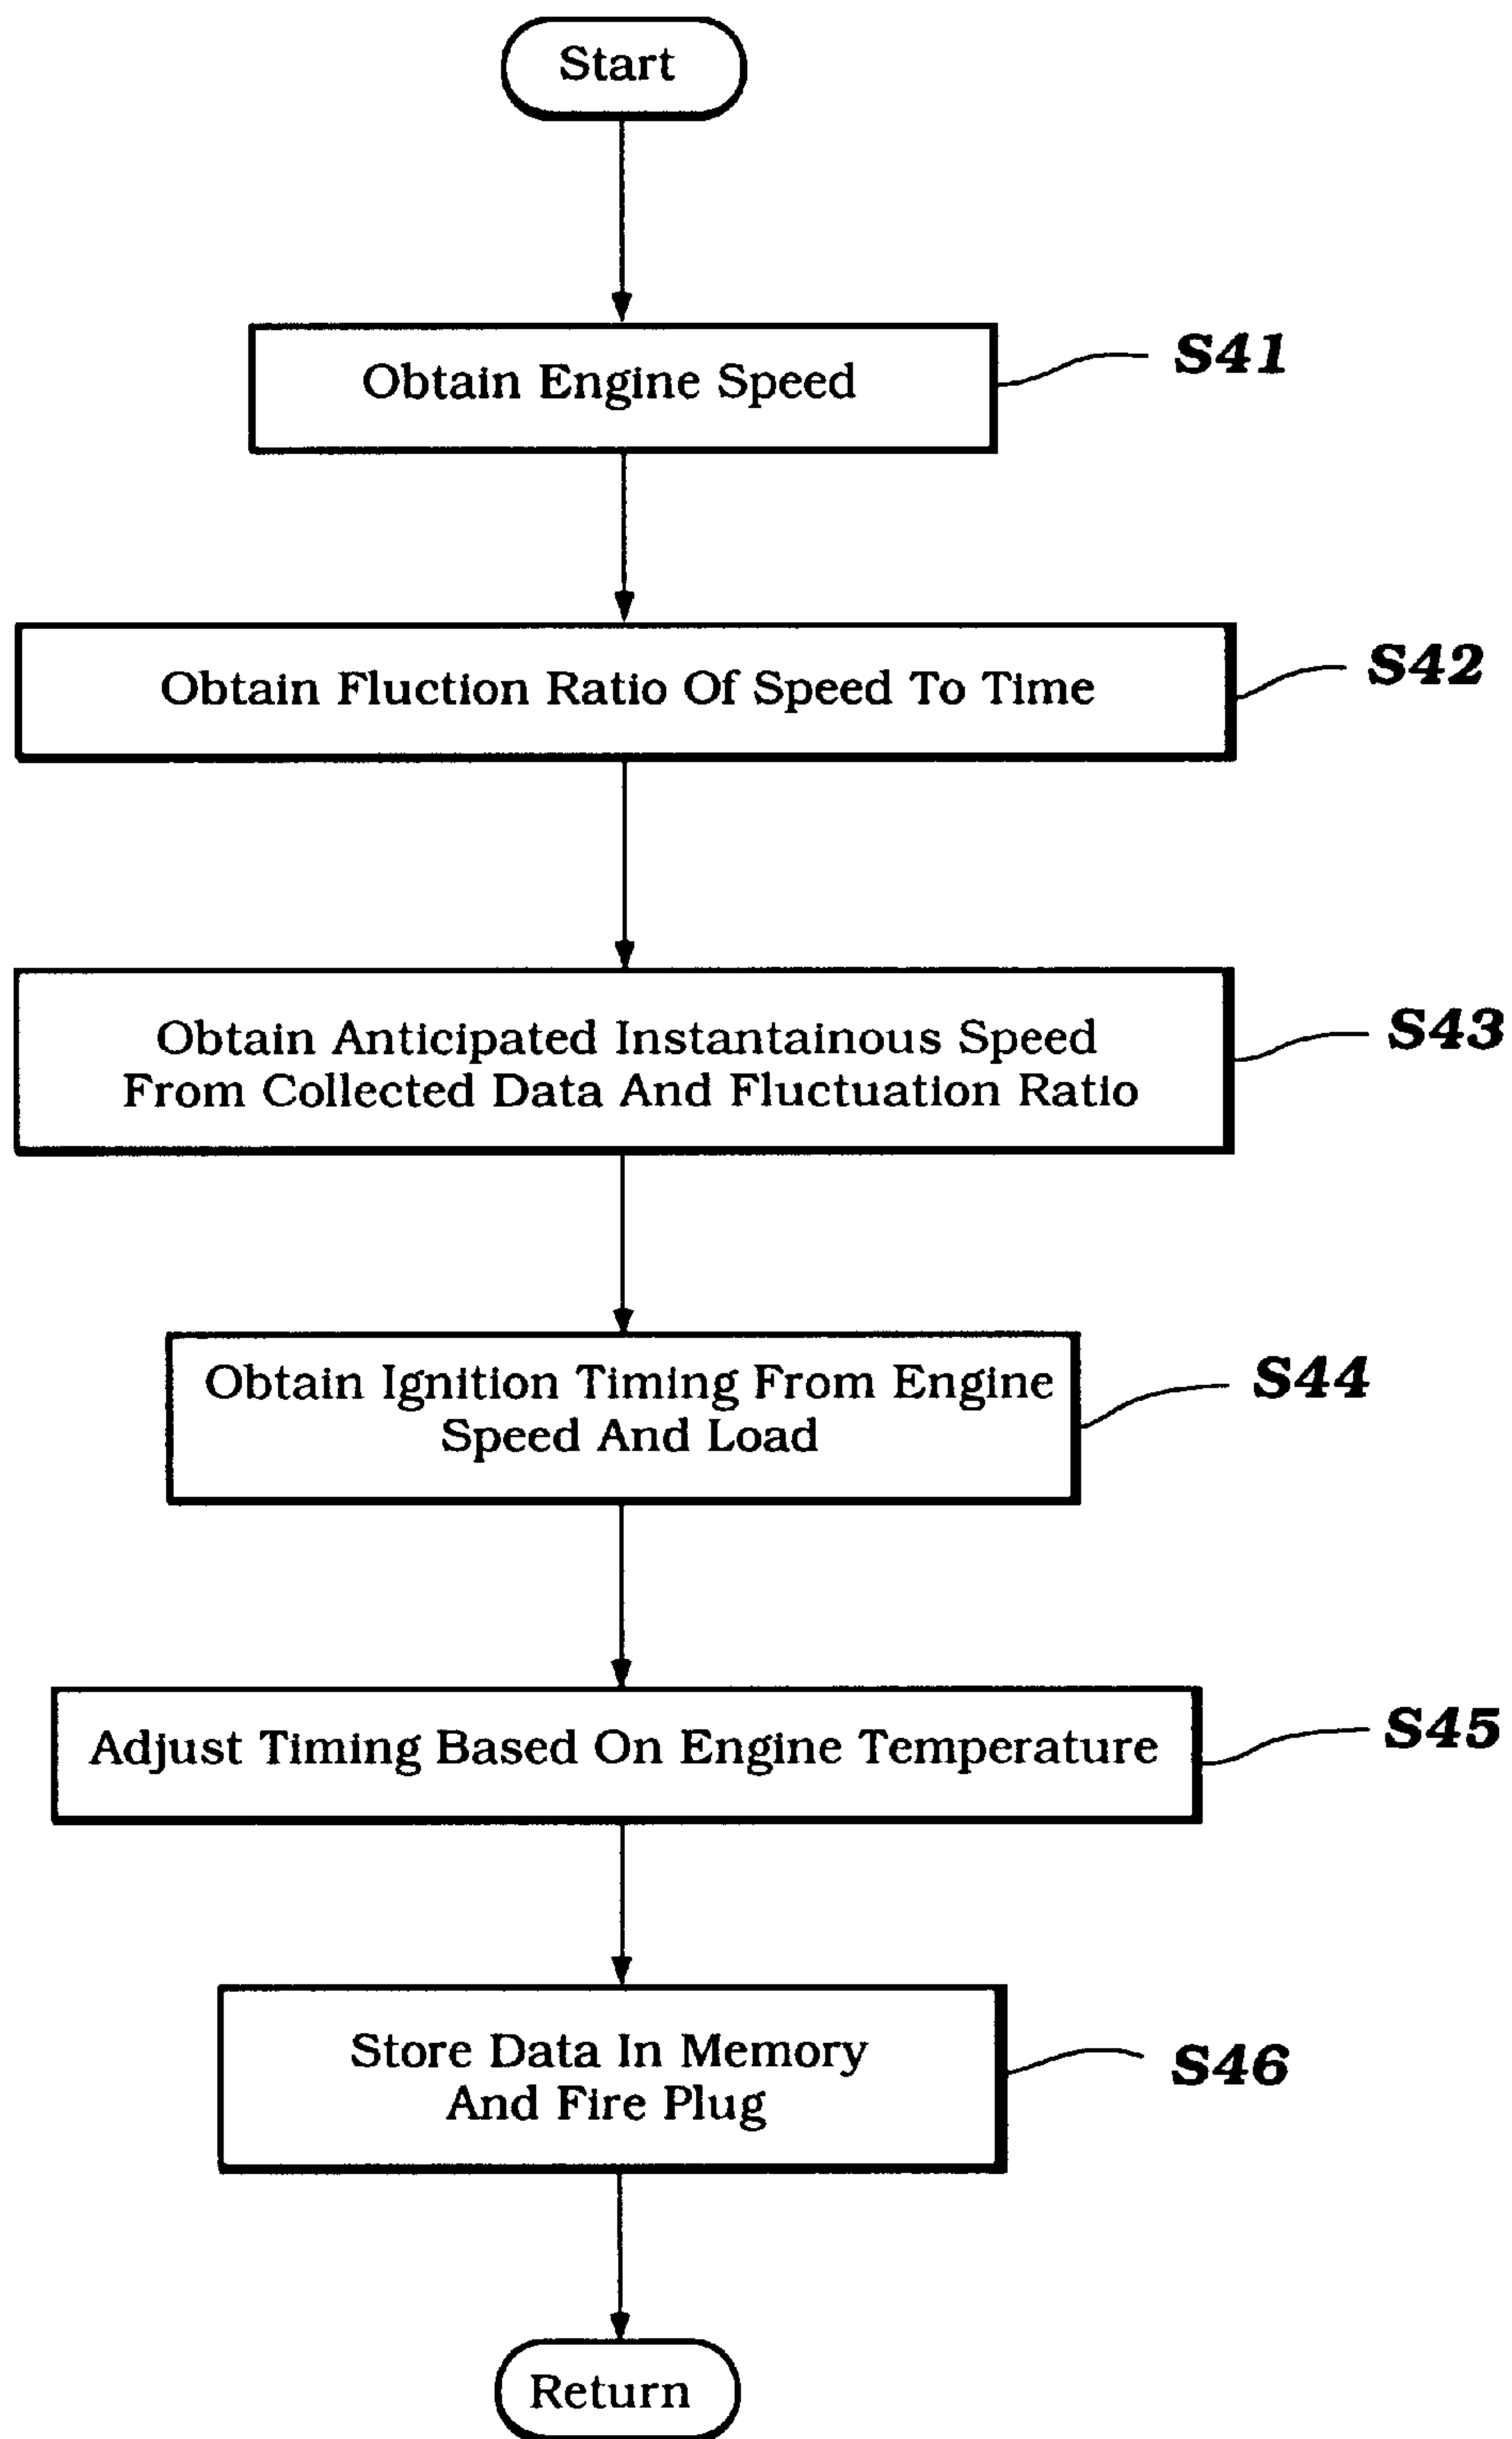 Start
Obtain Engine Speed
S41
Obtain Fluction Ratio Of Speed To Time
S42
Obtain Anticipated Instantainous Speed
From Collected Data And Fluctuation Ratio
S43
Obtain Ignition Timing From Engine
Speed And Load
S44
Adjust Timing Based On Engine Temperature
S45
Store Data In Memory
And Fire Plug
S46
Return